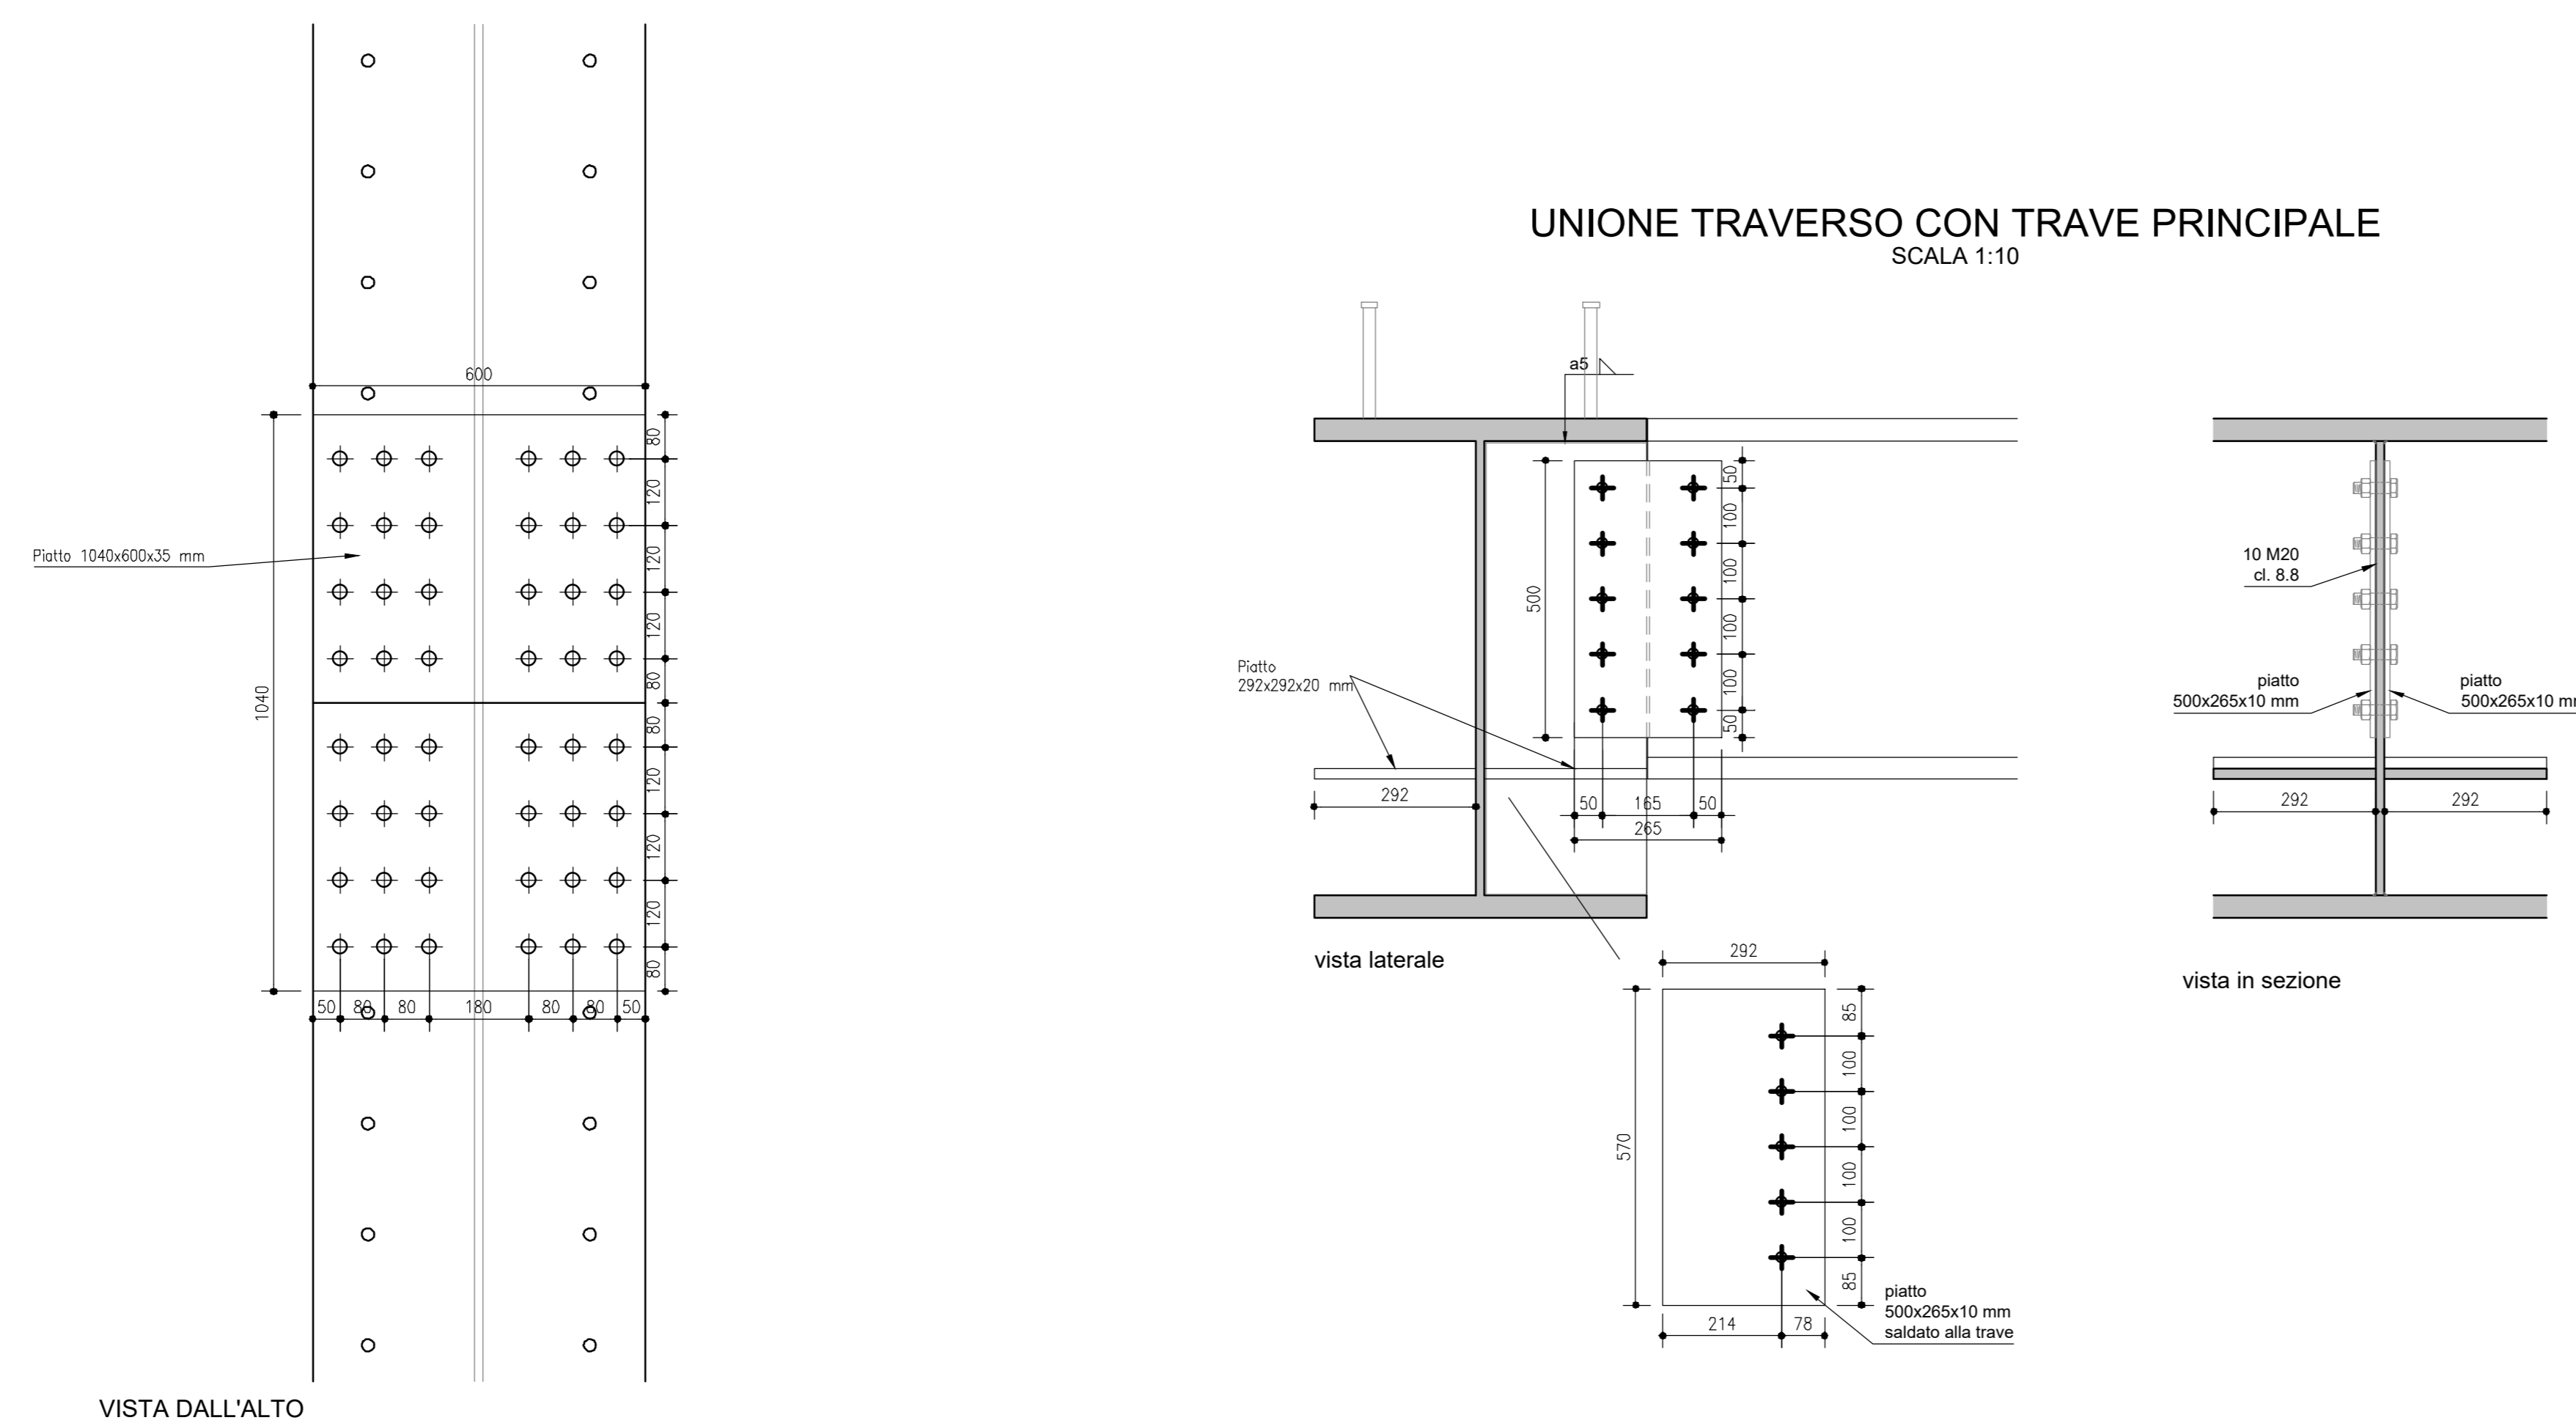 600
80
120
120
120
80
80
120
120
120
80
1040
Piatto 1040x600x35 mm
50
80
80
180
80
80
50
VISTA DALL'ALTO
UNIONE TRAVERSO CON TRAVE PRINCIPALE
SCALA 1:10
a5
500
50
100
100
100
100
50
Piatto
292x292x20 mm
292
50
165
50
265
vista laterale
292
570
85
100
100
100
100
85
214
78
piatto
500x265x10 mm
saldato alla trave
10 M20
cl. 8.8
piatto
500x265x10 mm
piatto
500x265x10
292
292
vista in sezione